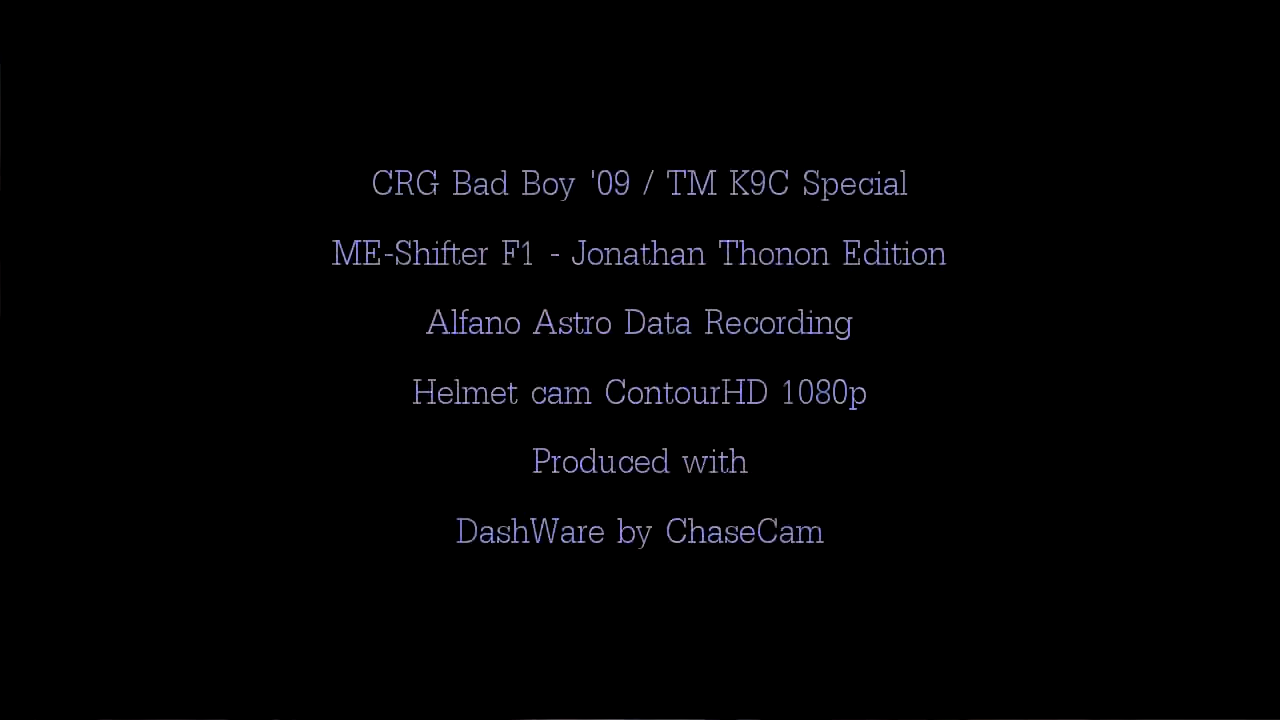 CRG Bad Boy '09 / TM K9C Special
ME-Shifter F1 - Jonathan Thonon Edition
Alfano Astro Data Recording
Helmet cam ContourHD 1080p
Produced with
DashWare by ChaseCam